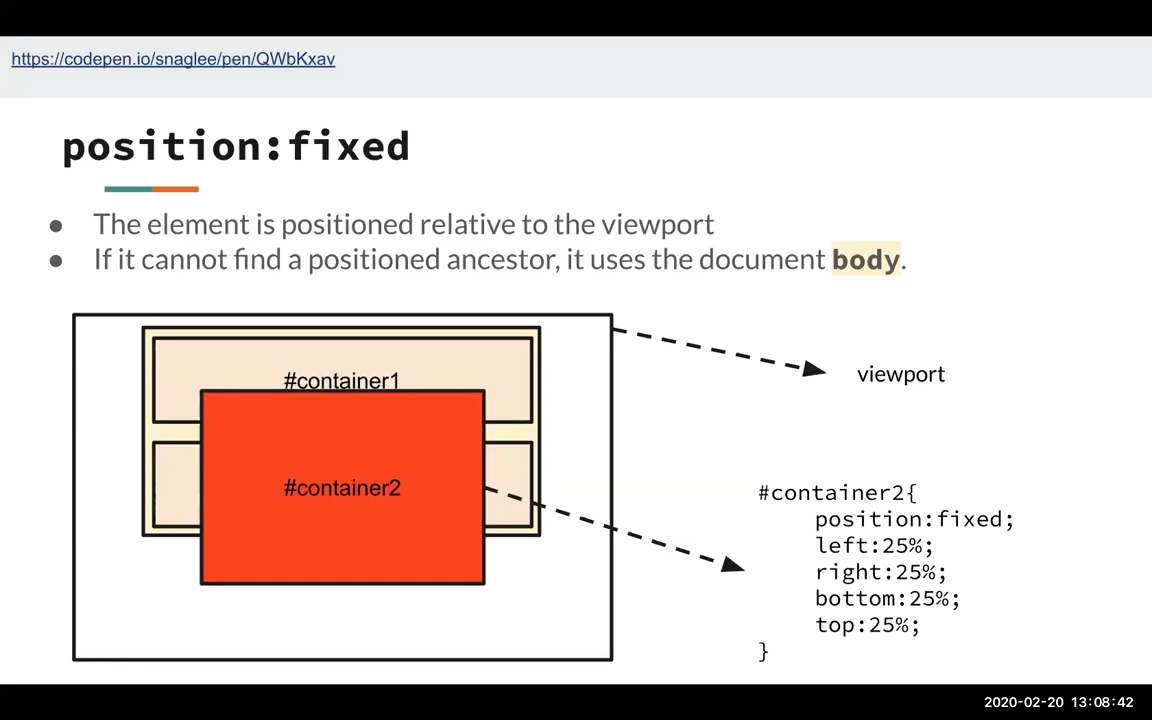 https://codepen.io/snaglee/pen/QWbKxav
position:fixed
● The element is positioned relative to the viewport
● If it cannot find a positioned ancestor, it uses the document body.
#container1
viewport
#container2
#container2{
position:fixed;
left:25%;
right:25%;
bottom:25%;
top:25%;
}
2020-02-20 13:08:42